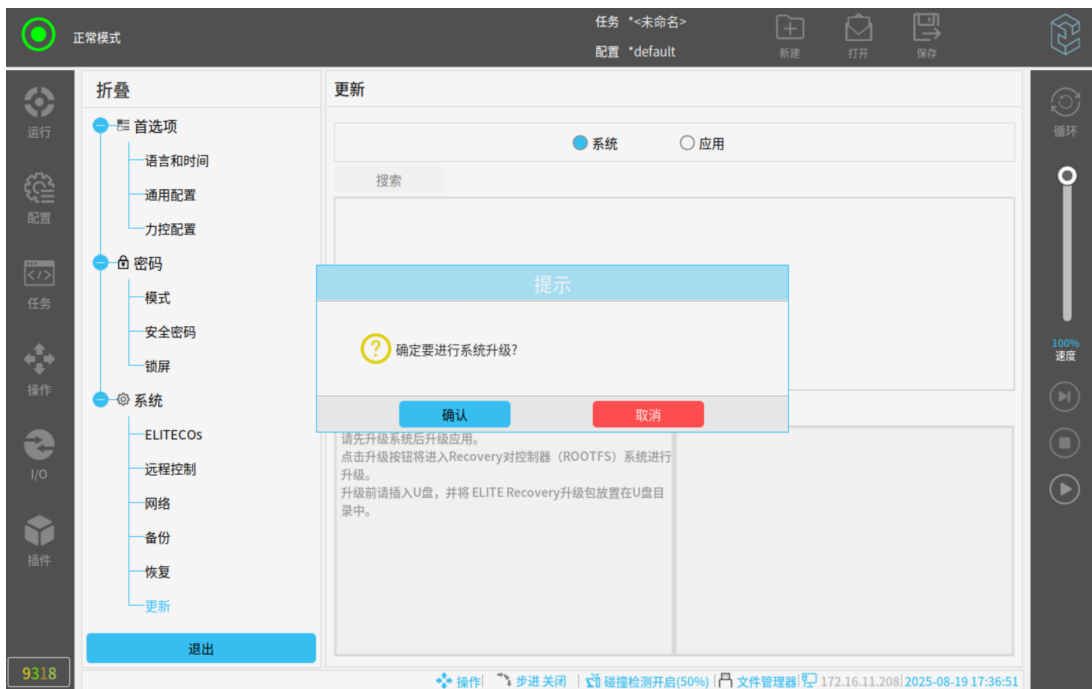 正常模式
任务 *<未命名>
配置 *default
新建
打开
保存
运行
配置
任务
操作
I/O
插件
9318
折叠
首选项
语言和时间
通用配置
力控配置
密码
模式
安全密码
锁屏
系统
ELITECOs
远程控制
网络
备份
恢复
更新
退出
更新
系统 应用
搜索
提示
确定要进行系统升级?
确认 取消
请先升级系统后升级应用。
点击升级按钮将进入Recovery对控制器（ROOTFS）系统进行
升级。
升级前请插入U盘，并将 ELITE Recovery升级包放置在U盘目
录中。
循环
100%
速度
操作 步进 关闭 碰撞检测开启(50%) 文件管理器 172.16.11.208 2025-08-19 17:36:51